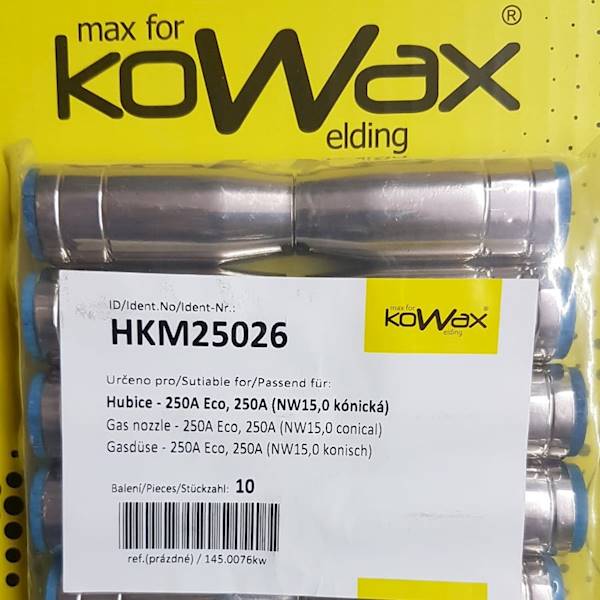 max for
koWax®
elding
ID/Ident.No/Ident-Nr.:
HKM25026
max for
koWax®
elding
Určeno pro/Sutiable for/Passend für:
Hubice - 250A Eco, 250A (NW15,0 kónická)
Gas nozzle - 250A Eco, 250A (NW15,0 conical)
Gasdüse - 250A Eco, 250A (NW15,0 konisch)
Balení/Pieces/Stückzahl: 10
ref.(prázdné) / 145.0076kw